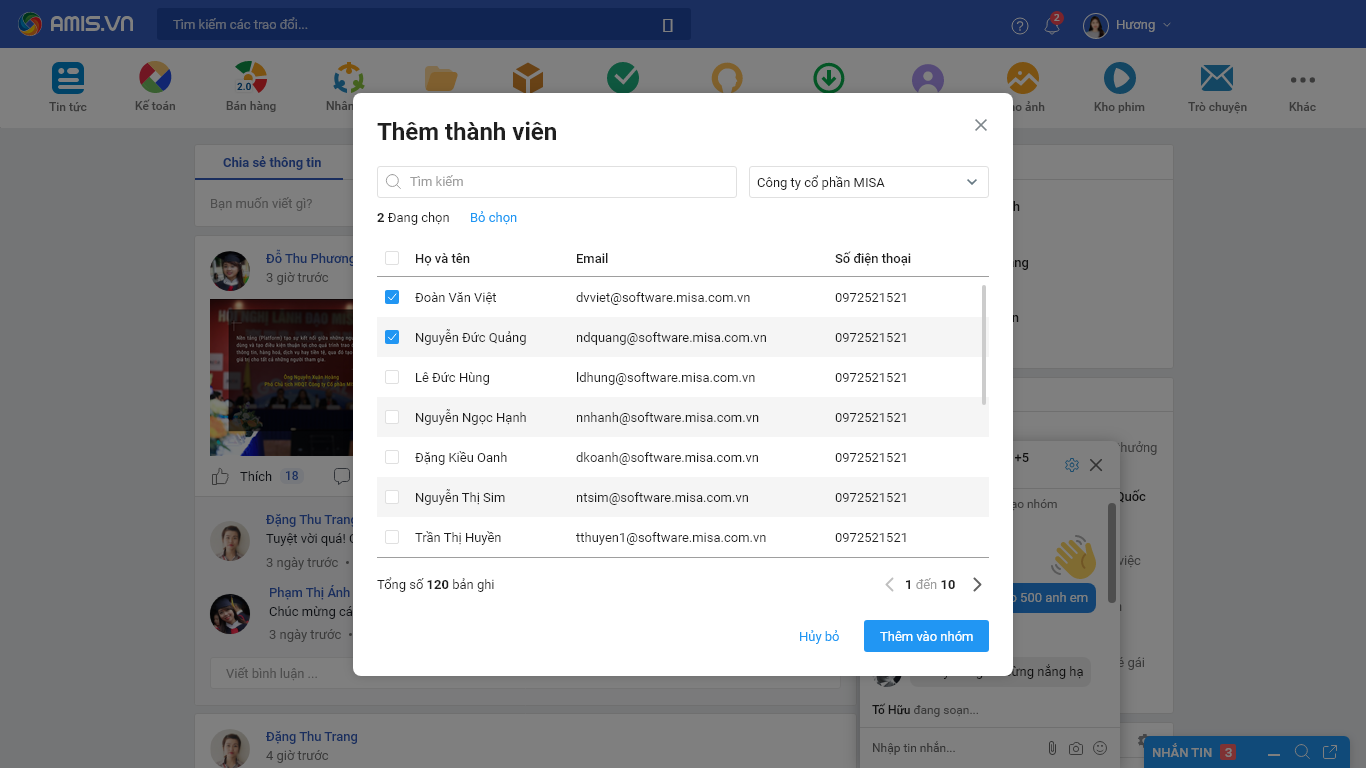 AMIS.VN
Tìm kiếm các trao đổi...
2
Hương
Tin tức
Kế toán
2.0
Bán hàng
Nhân
ảnh
Kho phim
Trò chuyện
Khác
Chia sẻ thông tin
Bạn muốn viết gì?
Đỗ Thu Phương
3 giờ trước
Thích 18
Đặng Thu Trang
Tuyệt vời quá!
3 ngày trước •
Phạm Thị Ánh
Chúc mừng cá
3 ngày trước •
Viết bình luận ...
Đặng Thu Trang
4 giờ trước
Thêm thành viên
Tìm kiếm
Công ty cổ phần MISA
2 Đang chọn Bỏ chọn
Họ và tên Email Số điện thoại
Đoàn Văn Việt dvviet@software.misa.com.vn 0972521521
Nguyễn Đức Quảng ndquang@software.misa.com.vn 0972521521
Lê Đức Hùng ldhung@software.misa.com.vn 0972521521
Nguyễn Ngọc Hạnh nnhanh@software.misa.com.vn 0972521521
Đặng Kiều Oanh dkoanh@software.misa.com.vn 0972521521
Nguyễn Thị Sim ntsim@software.misa.com.vn 0972521521
Trần Thị Huyền tthuyen1@software.misa.com.vn 0972521521
Tổng số 120 bản ghi
1 đến 10
Hủy bỏ
Thêm vào nhóm
+5
ạo nhóm
500 anh em
ừng nắng hạ
Tố Hữu đang soạn...
Nhập tin nhắn...
hưởng
Quốc
việc
ẻ gái
NHẮN TIN 3